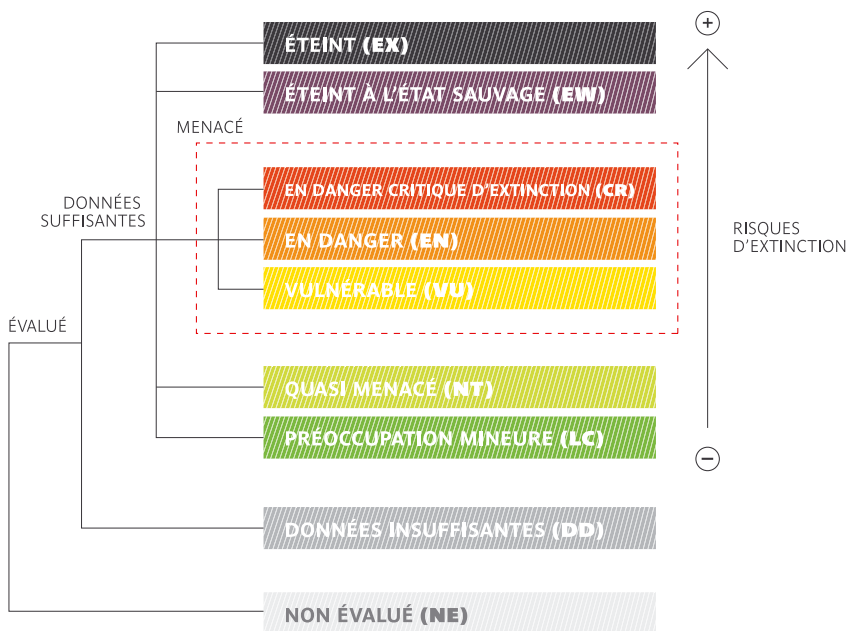 ÉTEINT (EX)
ÉTEINT À L'ÉTAT SAUVAGE (EW)
MENACÉ
EN DANGER CRITIQUE D'EXTINCTION (CR)
DONNÉES
SUFFISANTES
EN DANGER (EN)
RISQUES
D'EXTINCTION
VULNÉRABLE (VU)
ÉVALUÉ
QUASI MENACÉ (NT)
PRÉOCCUPATION MINEURE (LC)
DONNÉES INSUFFISANTES (DD)
NON ÉVALUÉ (NE)
+
−